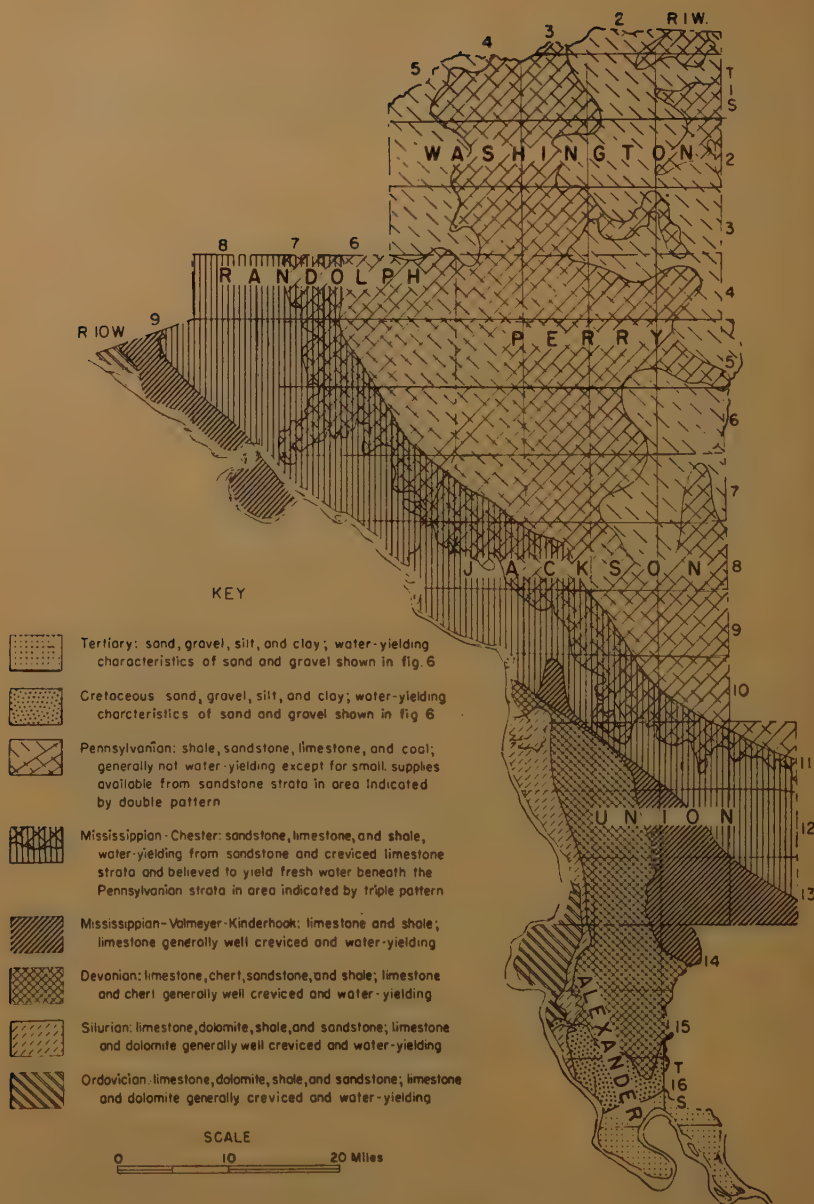 2 R I W.
3
4
5
T
I
S
WASHINGTON
2
3
8 7 6
RANDOLPH
4
9
R 10 W
PERRY
5
6
7
JACKSON
8
9
10
11
UNION
12
13
14
ALEXANDER
15
T
16
S
KEY
Tertiary: sand, gravel, silt, and clay; water-yielding
characteristics of sand and gravel shown in fig. 6
Cretaceous sand, gravel, silt, and clay; water-yielding
charcteristics of sand and gravel shown in fig 6
Pennsylvanian: shale, sandstone, limestone, and coal;
generally not water-yielding except for small supplies
available from sandstone strata in area indicated
by double pattern
Mississippian-Chester: sandstone, limestone, and shale,
water-yielding from sandstone and creviced limestone
strata and believed to yield fresh water beneath the
Pennsylvanian strata in area indicated by triple pattern
Mississippian-Valmeyer-Kinderhook: limestone and shale;
limestone generally well creviced and water-yielding
Devonian: limestone, chert, sandstone, and shale; limestone
and chert generally well creviced and water-yielding
Silurian: limestone, dolomite, shale, and sandstone; limestone
and dolomite generally well creviced and water-yielding
Ordovician: limestone, dolomite, shale, and sandstone; limestone
and dolomite generally creviced and water-yielding
SCALE
0 10 20 Miles